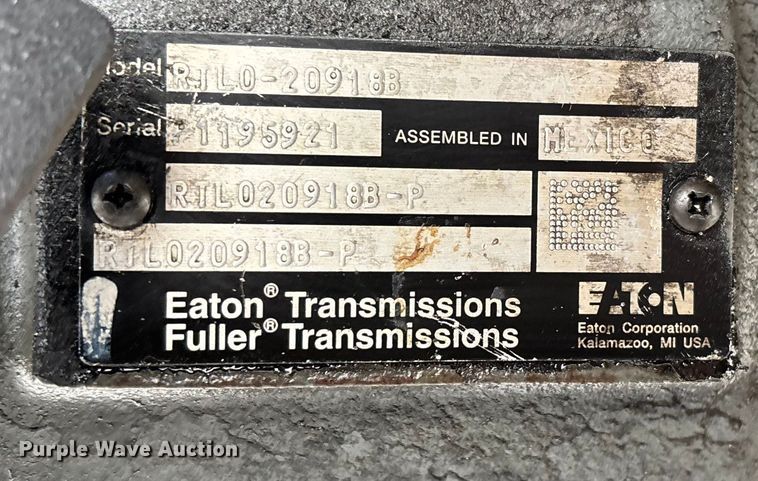 Model RTLO-20918B
Serial 1195921 ASSEMBLED IN MEXICO
RTLO20918B-P
RTLO20918B-P
Eaton® Transmissions
Fuller® Transmissions
EATON
Eaton Corporation
Kalamazoo, MI USA
Purple Wave Auction